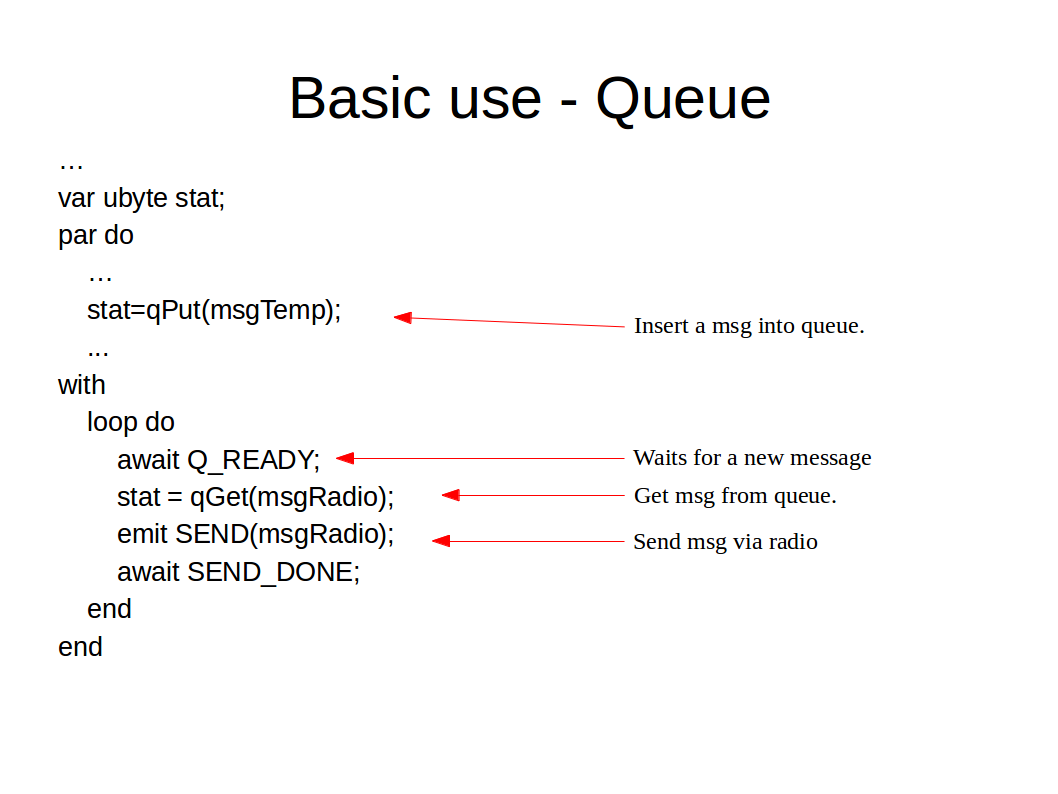 Basic use - Queue
…
var ubyte stat;
par do
…
stat=qPut(msgTemp);
Insert a msg into queue.
...
with
loop do
await Q_READY;
Waits for a new message
stat = qGet(msgRadio);
Get msg from queue.
emit SEND(msgRadio);
Send msg via radio
await SEND_DONE;
end
end